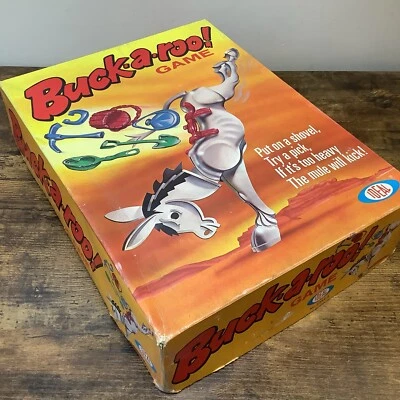 Buck-a-roo!
GAME
Put on a shovel,
Try a pick,
If it's too heavy
The mule will kick!
IDEAL
Buck-a-roo!
Buck-a-roo!
GAME
IDEAL